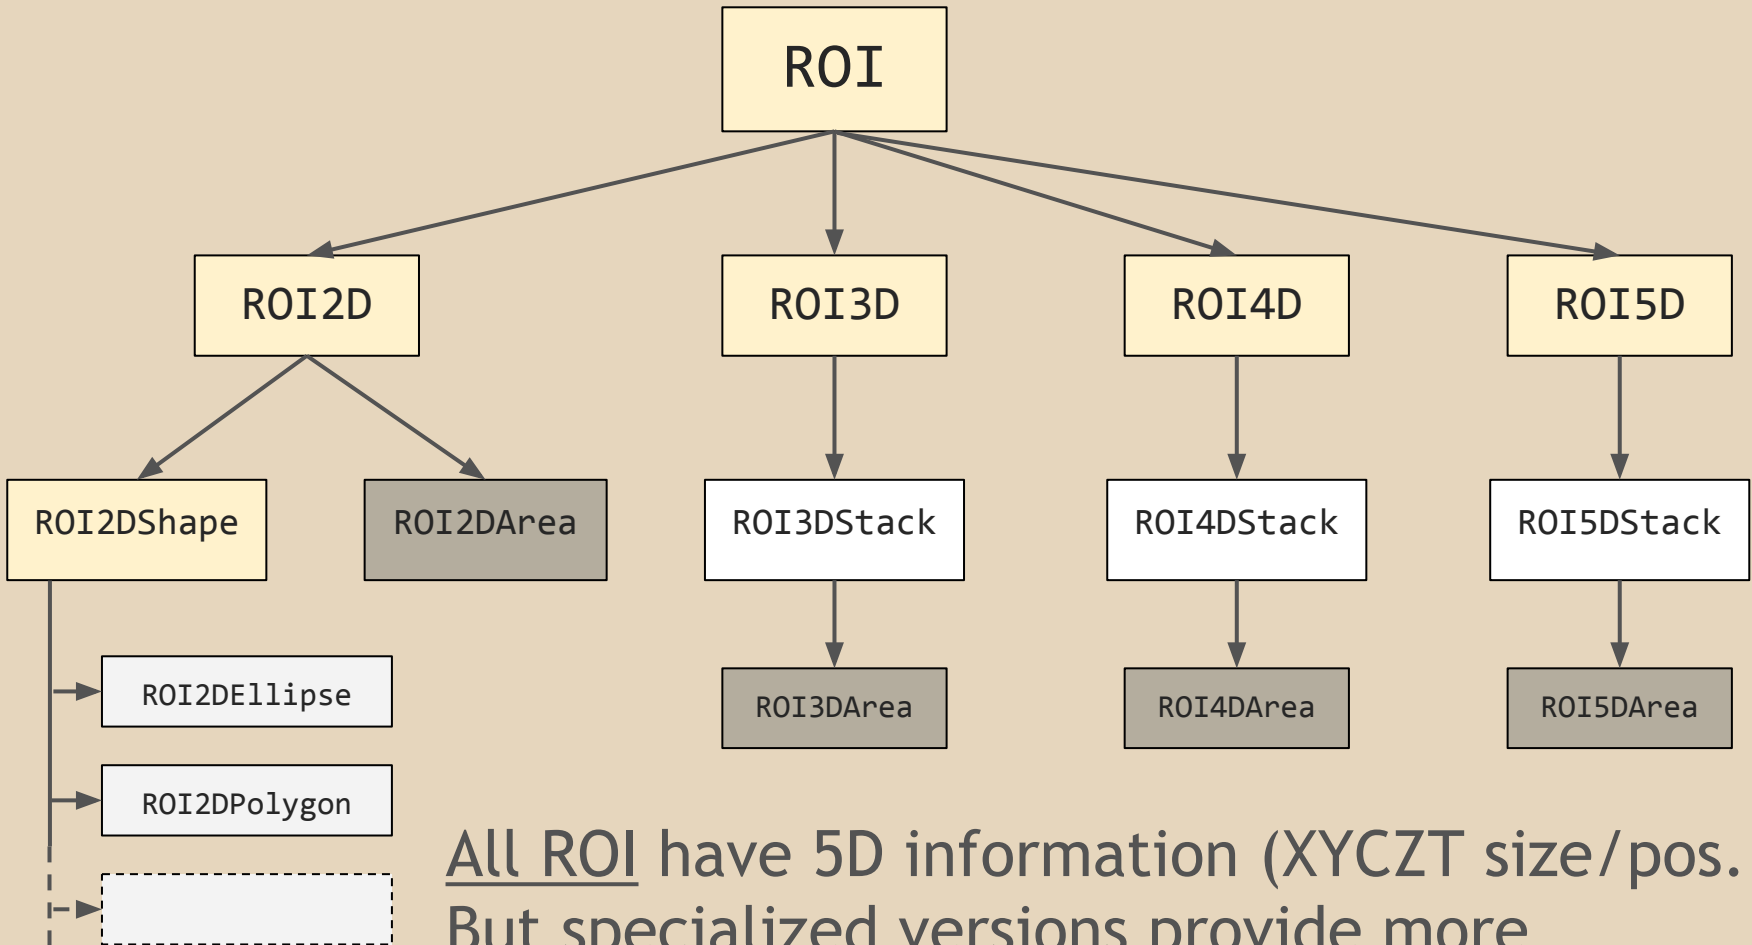 ROI
ROI2D
ROI3D
ROI4D
ROI5D
ROI2DShape
ROI2DArea
ROI3DStack
ROI4DStack
ROI5DStack
ROI2DEllipse
ROI3DArea
ROI4DArea
ROI5DArea
ROI2DPolygon
All ROI have 5D information (XYCZT size/pos.
But specialized versions provide more